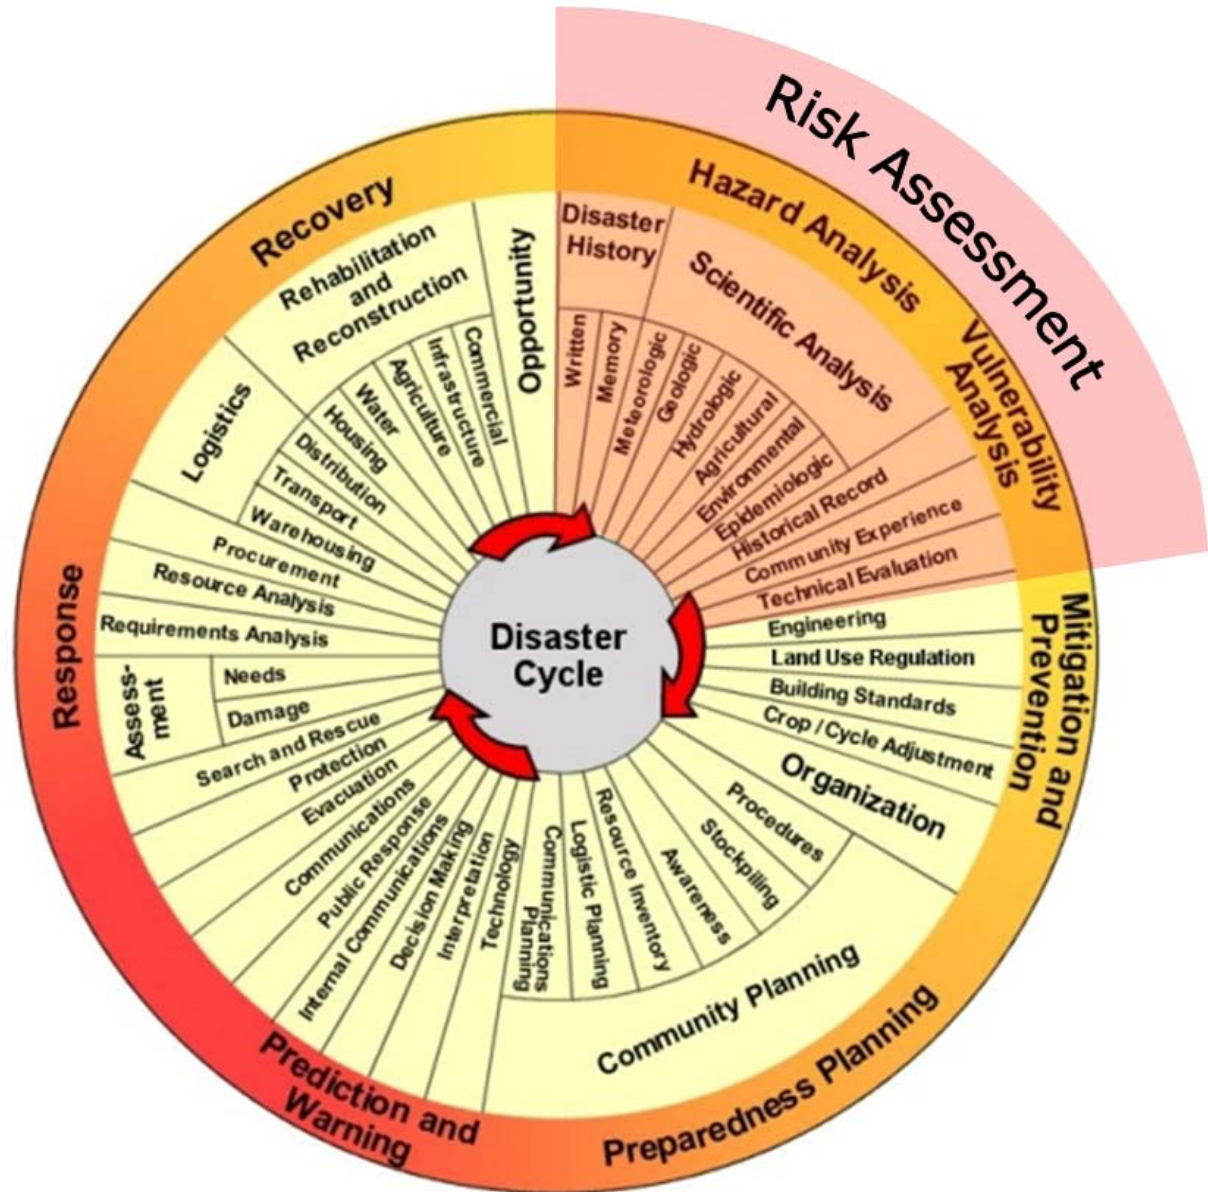 Risk Assessment
Hazard Analysis
Vulnerability
Analysis
Mitigation and
Prevention
Preparedness Planning
Prediction and
Warning
Response
Recovery
Disaster
History
Written
Memory
Scientific Analysis
Meteorologic
Geologic
Hydrologic
Agricultural
Environmental
Epidemiologic
Historical Record
Community Experience
Technical Evaluation
Engineering
Land Use Regulation
Building Standards
Crop / Cycle Adjustment
Organization
Community Planning
Procedures
Stockpiling
Awareness
Resource Inventory
Logistic Planning
Communications
Planning
Technology
Interpretation
Decision Making
Internal Communications
Public Response
Communications
Evacuation
Protection
Search and Rescue
Assess-
ment
Damage
Needs
Requirements Analysis
Resource Analysis
Procurement
Logistics
Warehousing
Transport
Distribution
Rehabilitation
and
Reconstruction
Housing
Water
Agriculture
Infrastructure
Commercial
Opportunity
Disaster
Cycle